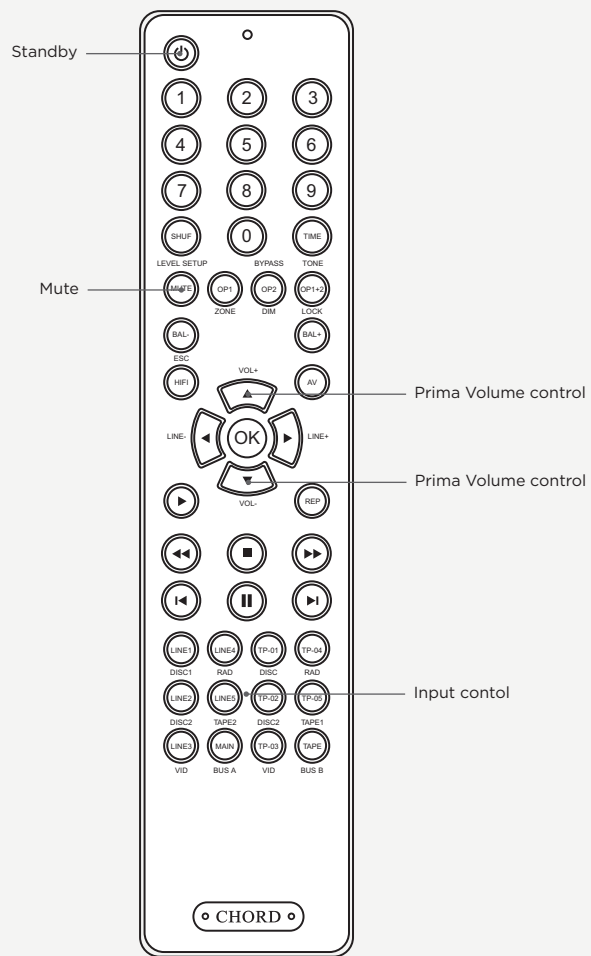 Standby
1 2 3
4 5 6
7 8 9
SHUF 0 TIME
LEVEL SETUP BYPASS TONE
Mute MUTE OP1 OP2 OP1+2
ZONE DIM LOCK
BAL- BAL+
ESC
VOL+
HIFI AV
Prima Volume control
LINE- OK LINE+
Prima Volume control
VOL-
REP
LINE1 LINE4 TP-01 TP-04
DISC1 RAD DISC RAD
LINE2 LINE5 TP-02 TP-05
Input contol
DISC2 TAPE2 DISC2 TAPE1
LINE3 MAIN TP-03 TAPE
VID BUS A VID BUS B
CHORD